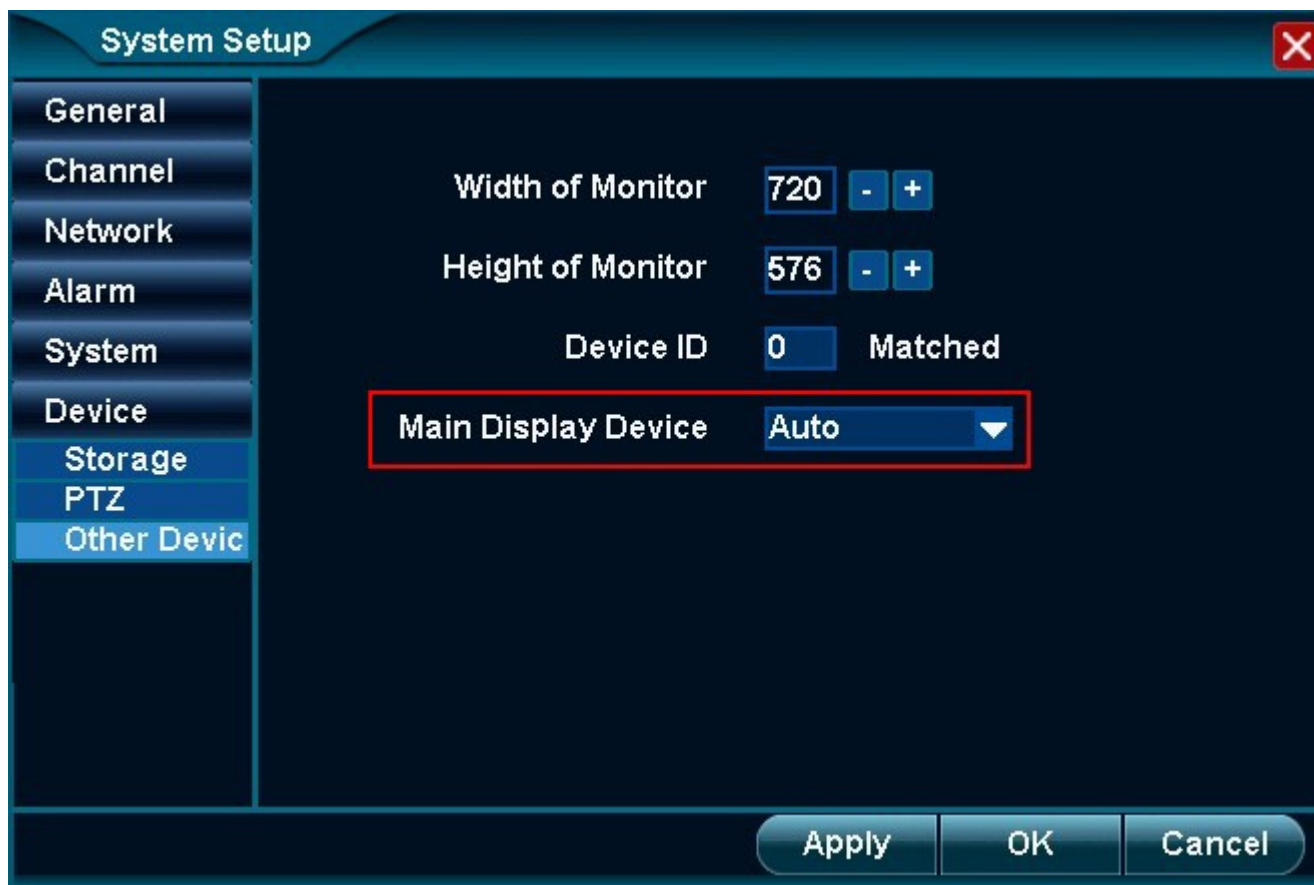 System Setup
General
Channel
Network
Alarm
System
Device
Storage
PTZ
Other Devic
Width of Monitor 720 - +
Height of Monitor 576 - +
Device ID 0 Matched
Main Display Device Auto
Apply OK Cancel